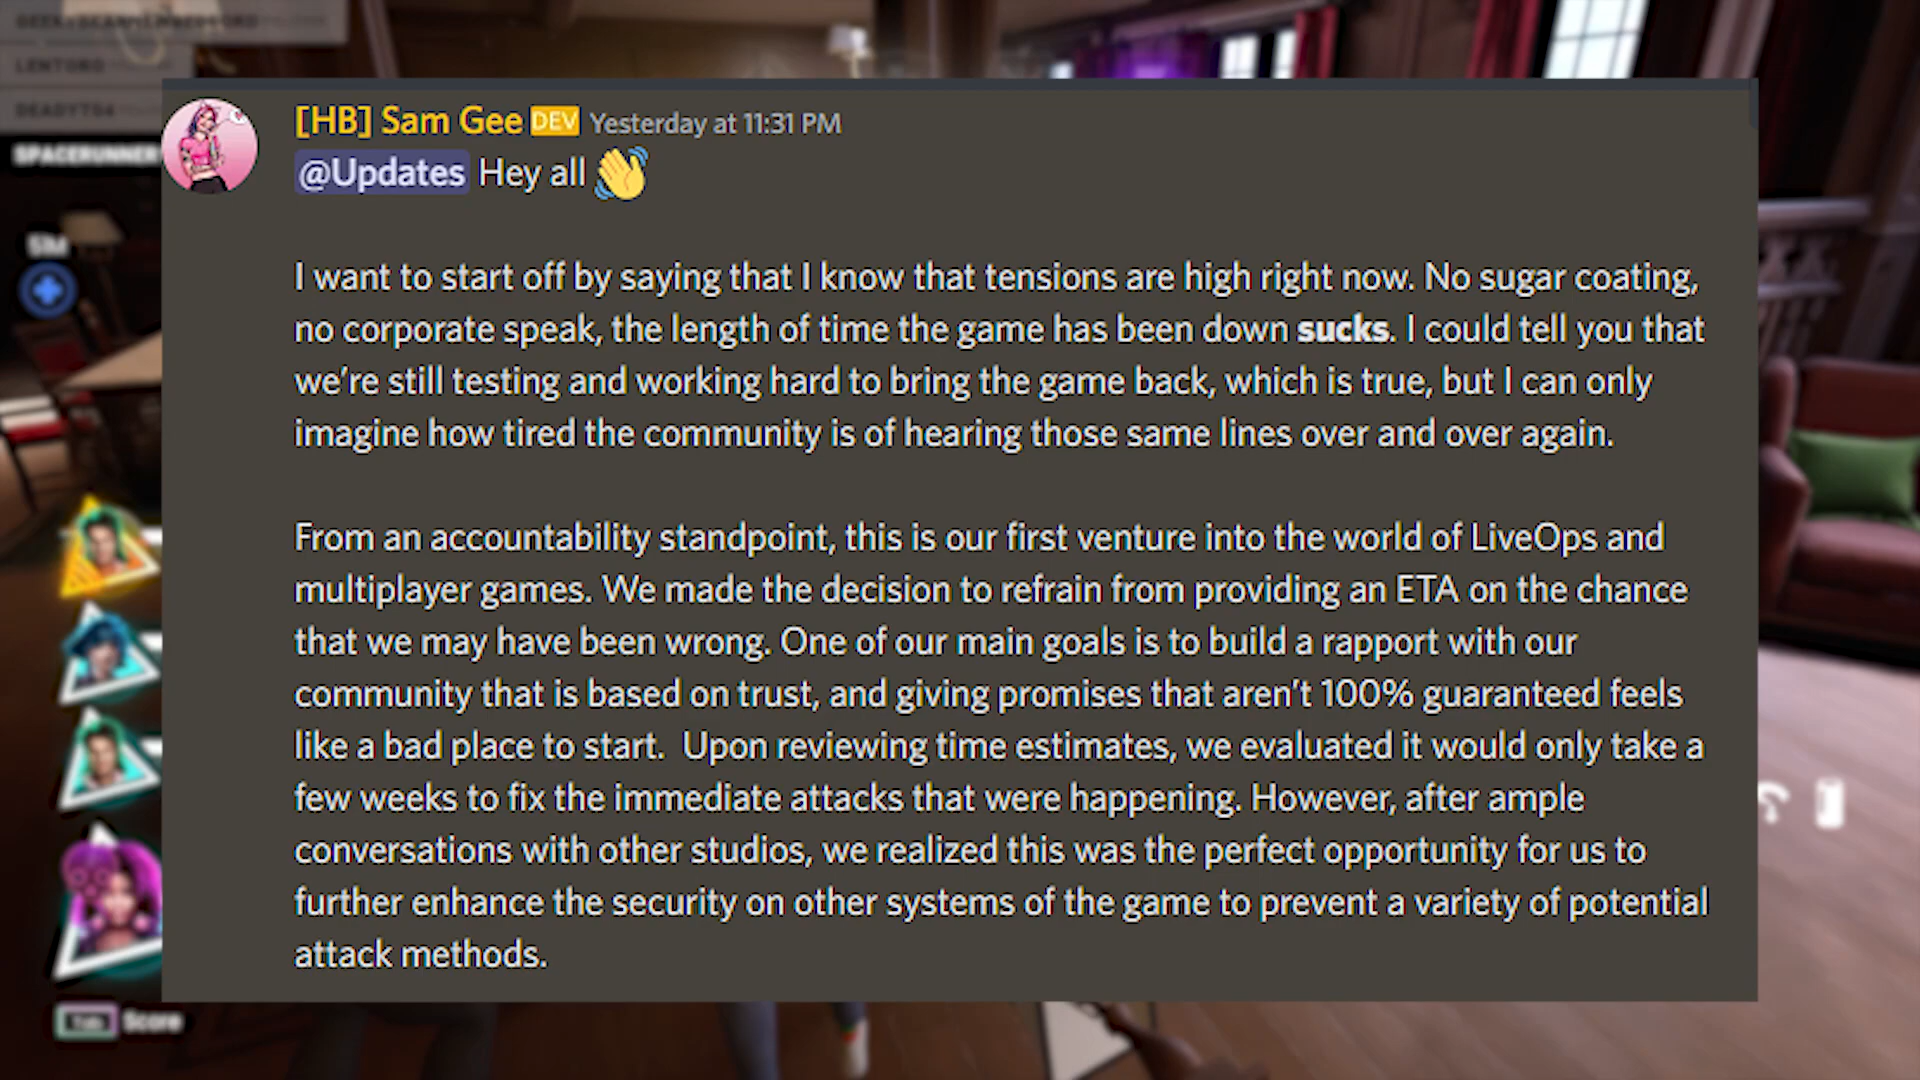 LENTORO
DEADYTG4
SPACERUNNER
[HB] Sam Gee DEV Yesterday at 11:31 PM
@Updates Hey all 👋
5M
I want to start off by saying that I know that tensions are high right now. No sugar coating,
no corporate speak, the length of time the game has been down sucks. I could tell you that
we're still testing and working hard to bring the game back, which is true, but I can only
imagine how tired the community is of hearing those same lines over and over again.
From an accountability standpoint, this is our first venture into the world of LiveOps and
multiplayer games. We made the decision to refrain from providing an ETA on the chance
that we may have been wrong. One of our main goals is to build a rapport with our
community that is based on trust, and giving promises that aren't 100% guaranteed feels
like a bad place to start.  Upon reviewing time estimates, we evaluated it would only take a
few weeks to fix the immediate attacks that were happening. However, after ample
conversations with other studios, we realized this was the perfect opportunity for us to
further enhance the security on other systems of the game to prevent a variety of potential
attack methods.
Tab Score